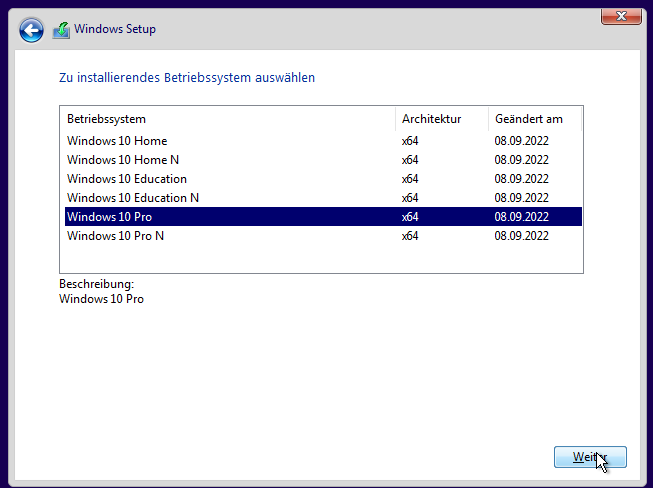 Windows Setup
Zu installierendes Betriebssystem auswählen
Betriebssystem Architektur Geändert am
Windows 10 Home x64 08.09.2022
Windows 10 Home N x64 08.09.2022
Windows 10 Education x64 08.09.2022
Windows 10 Education N x64 08.09.2022
Windows 10 Pro x64 08.09.2022
Windows 10 Pro N x64 08.09.2022
Beschreibung:
Windows 10 Pro
Weiter